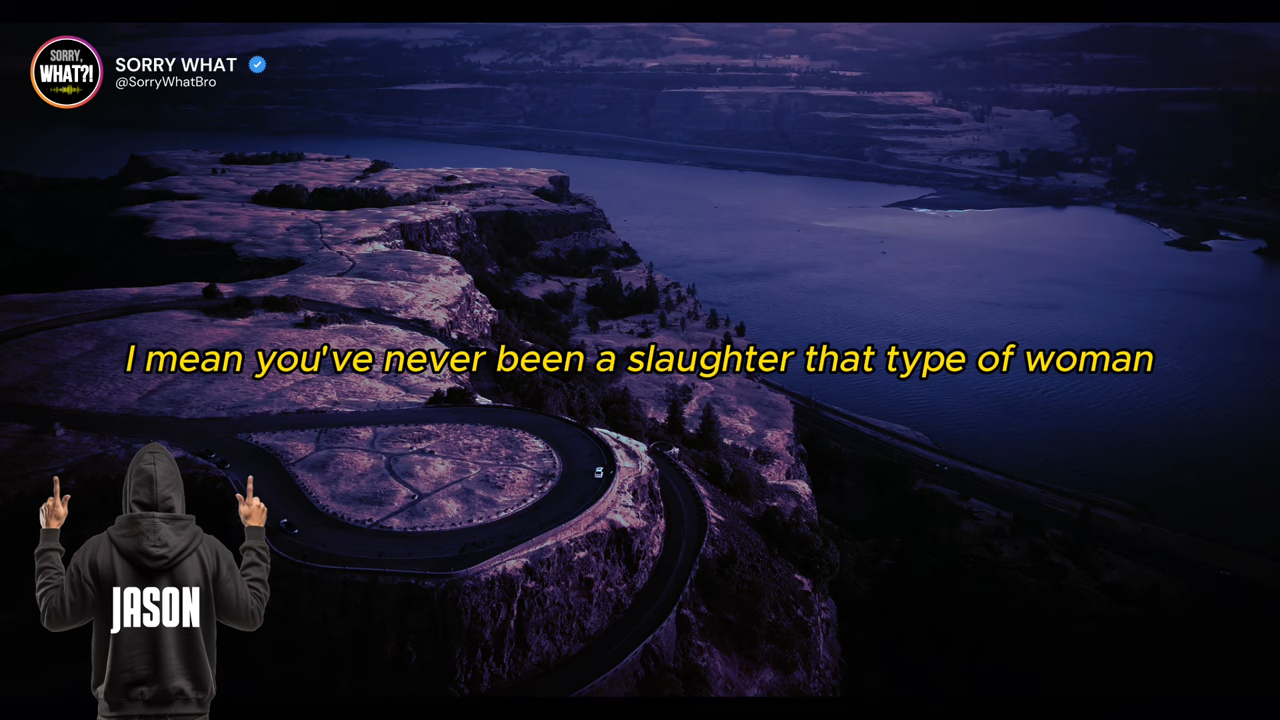 SORRY,
WHAT?!
SORRY WHAT
@SorryWhatBro
I mean you've never been a slaughter that type of woman
JASON